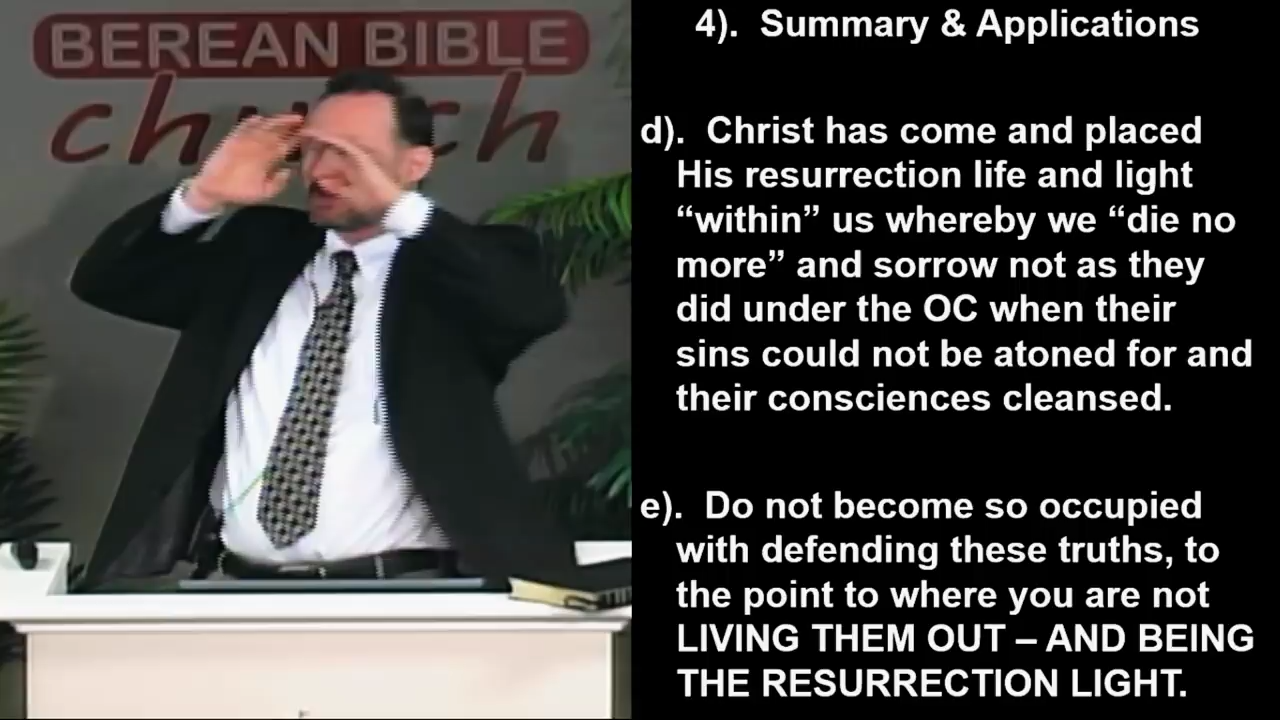 BEREAN BIBLE
church
4). Summary & Applications
d). Christ has come and placed
His resurrection life and light
“within” us whereby we “die no
more” and sorrow not as they
did under the OC when their
sins could not be atoned for and
their consciences cleansed.
e). Do not become so occupied
with defending these truths, to
the point to where you are not
LIVING THEM OUT – AND BEING
THE RESURRECTION LIGHT.